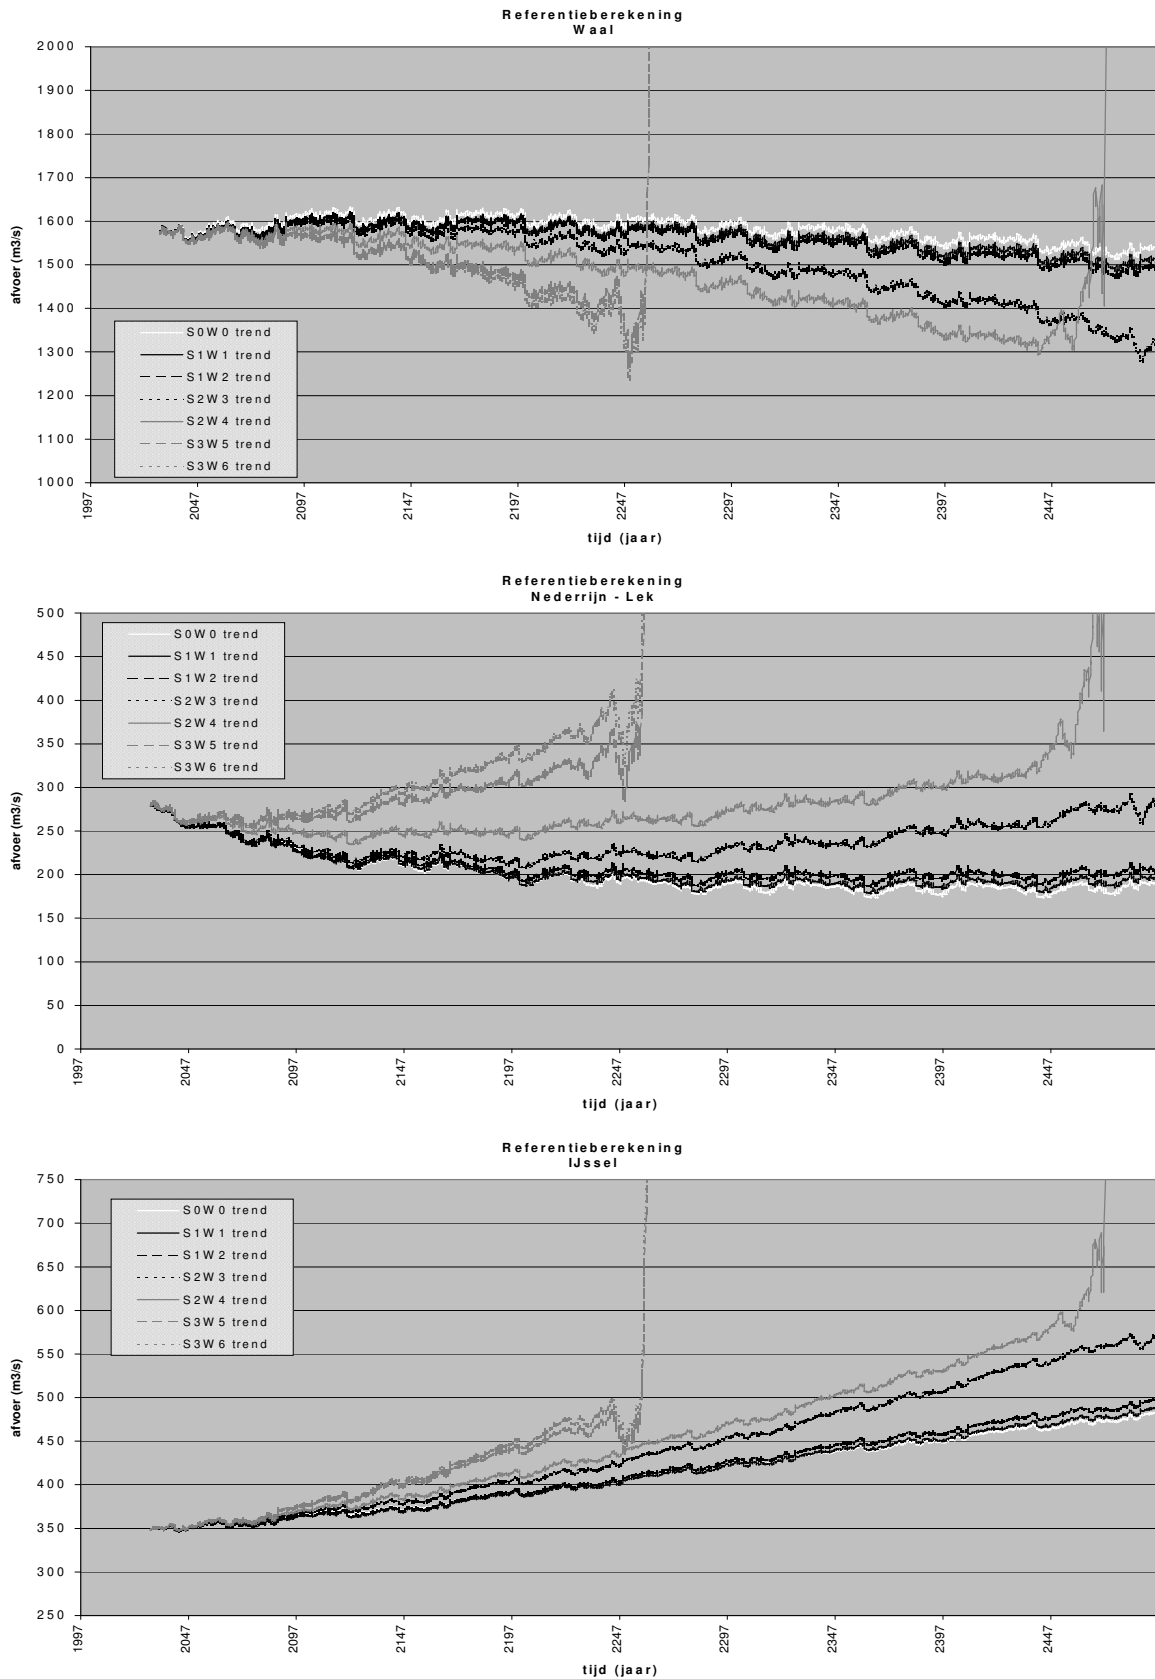 Referentieberekening
Waal
2000
1900
1800
1700
1600
1500
1400
1300
1200
1100
1000
afvoer (m3/s)
S0W0 trend
S1W1 trend
S1W2 trend
S2W3 trend
S2W4 trend
S3W5 trend
S3W6 trend
1997
2047
2097
2147
2197
2247
2297
2347
2397
2447
tijd (jaar)
Referentieberekening
Nederrijn - Lek
500
450
400
350
300
250
200
150
100
50
0
afvoer (m3/s)
S0W0 trend
S1W1 trend
S1W2 trend
S2W3 trend
S2W4 trend
S3W5 trend
S3W6 trend
1997
2047
2097
2147
2197
2247
2297
2347
2397
2447
tijd (jaar)
Referentieberekening
IJssel
750
700
650
600
550
500
450
400
350
300
250
afvoer (m3/s)
S0W0 trend
S1W1 trend
S1W2 trend
S2W3 trend
S2W4 trend
S3W5 trend
S3W6 trend
1997
2047
2097
2147
2197
2247
2297
2347
2397
2447
tijd (jaar)